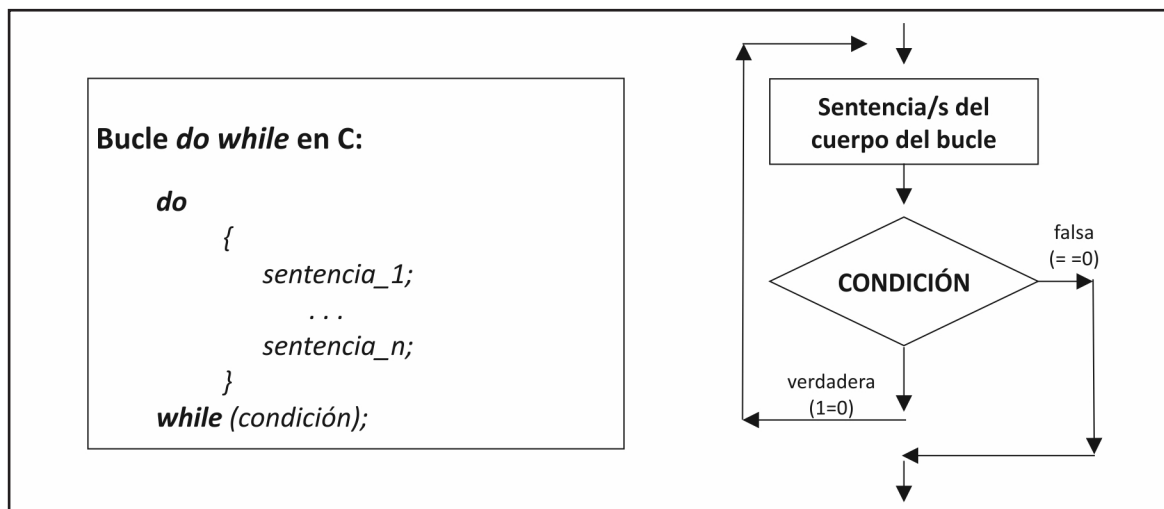 Bucle do while en C:
do
{
sentencia_1;
. . .
sentencia_n;
}
while (condición);
Sentencia/s del
cuerpo del bucle
CONDICIÓN
falsa
(= =0)
verdadera
(1=0)